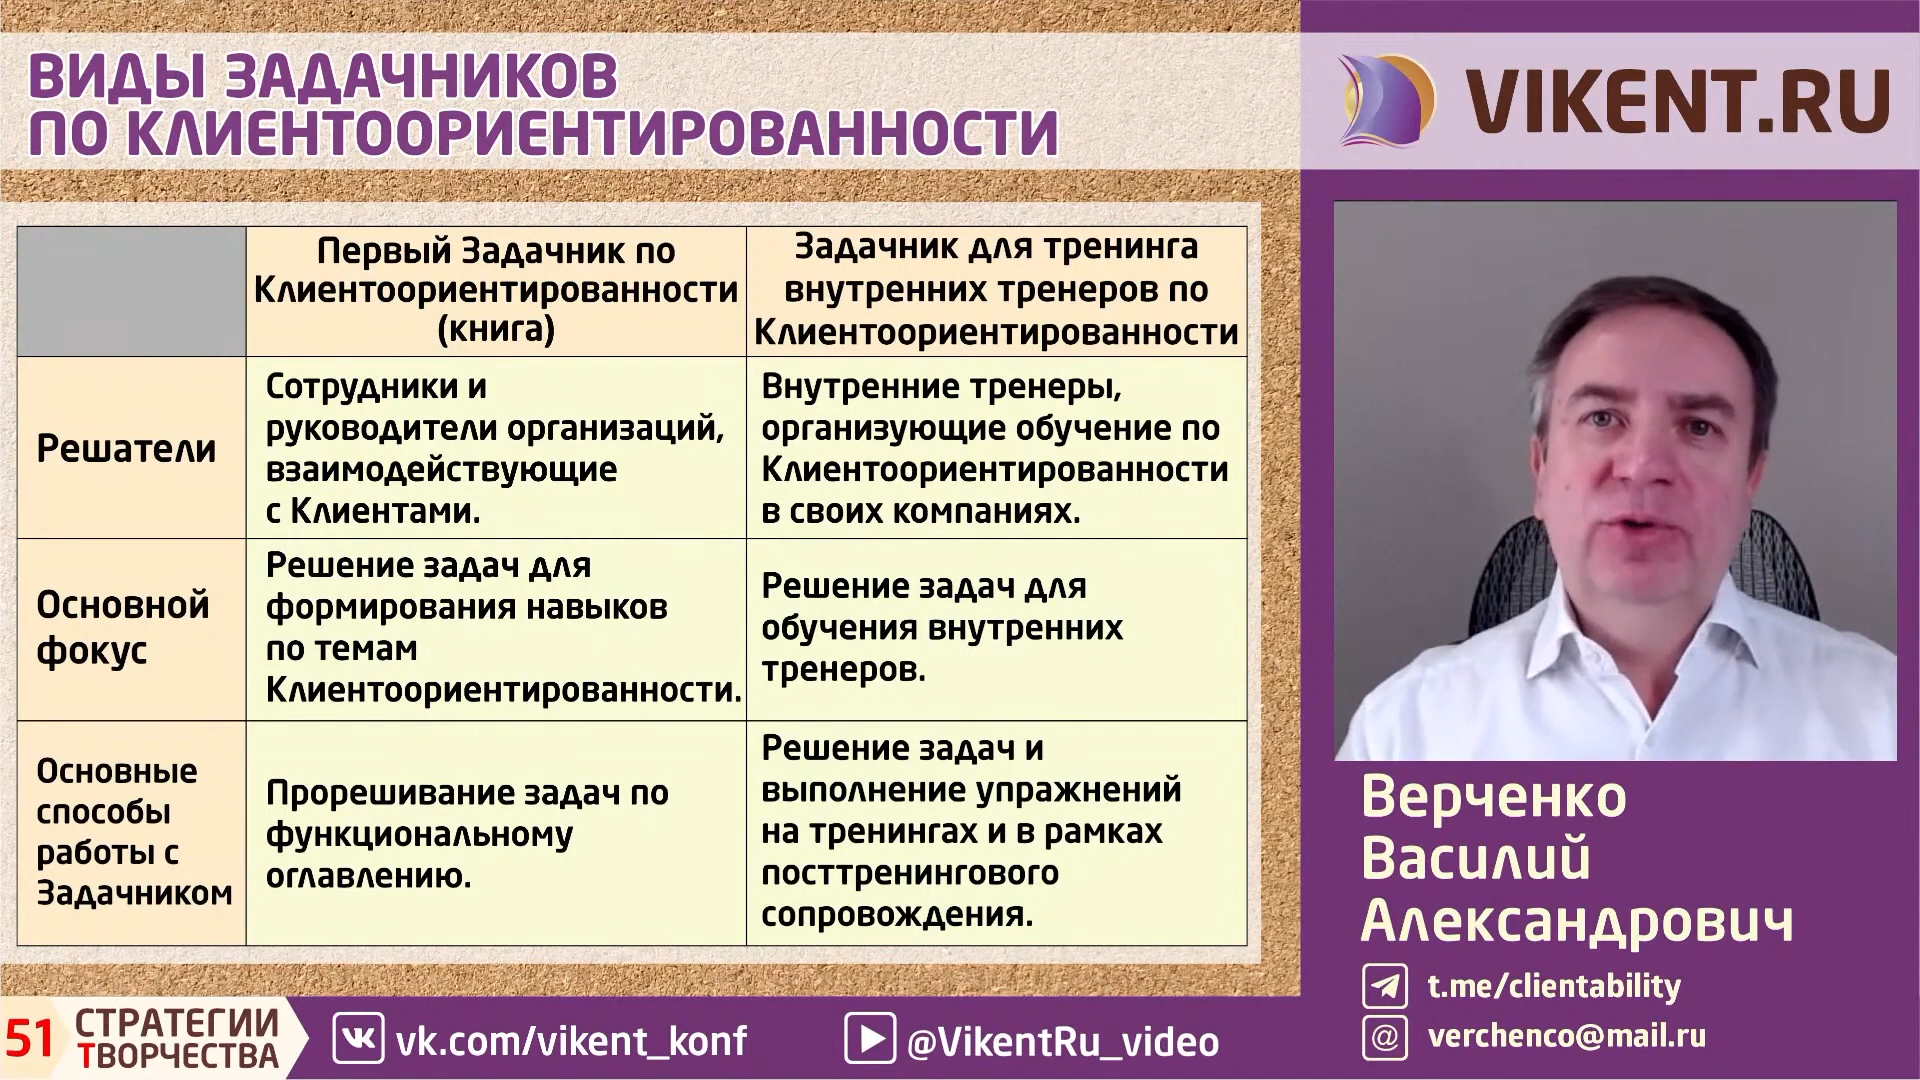 ВИДЫ ЗАДАЧНИКОВ
ПО КЛИЕНТООРИЕНТИРОВАННОСТИ
VIKENT.RU
Первый Задачник по
Клиентоориентированности
(книга)
Задачник для тренинга
внутренних тренеров по
Клиентоориентированности
Решатели
Сотрудники и
руководители организаций,
взаимодействующие
с Клиентами.
Внутренние тренеры,
организующие обучение по
Клиентоориентированности
в своих компаниях.
Основной
фокус
Решение задач для
формирования навыков
по темам
Клиентоориентированности.
Решение задач для
обучения внутренних
тренеров.
Основные
способы
работы с
Задачником
Прорешивание задач по
функциональному
оглавлению.
Решение задач и
выполнение упражнений
на тренингах и в рамках
посттренингового
сопровождения.
Верченко
Василий
Александрович
t.me/clientability
verchenco@mail.ru
51
СТРАТЕГИИ
ТВОРЧЕСТВА
vk.com/vikent_konf
@VikentRu_video